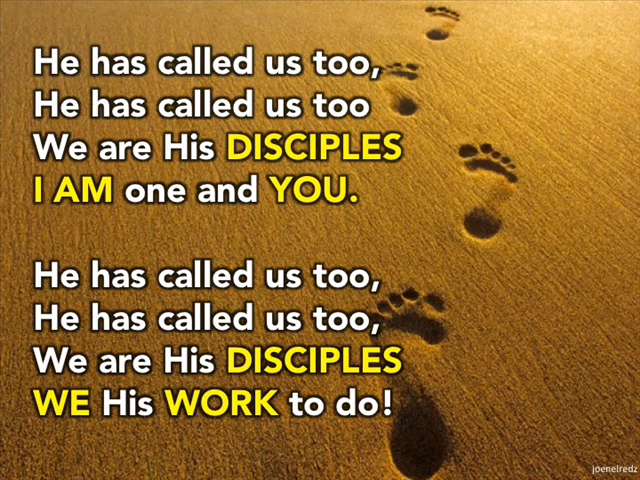 He has called us too,
He has called us too
We are His DISCIPLES
I AM one and YOU.
He has called us too,
He has called us too,
We are His DISCIPLES
WE His WORK to do!
joenelredz